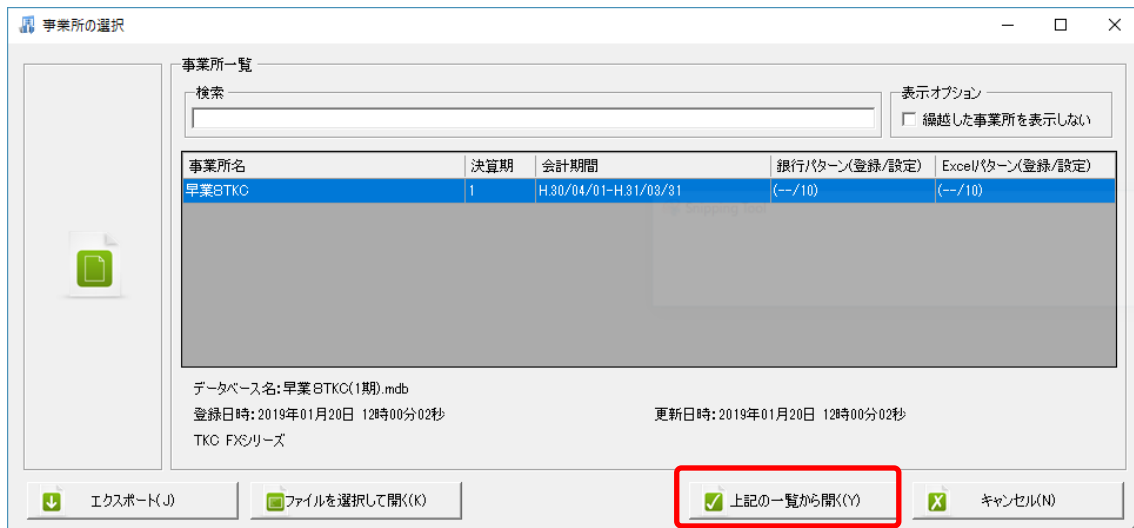 事業所の選択
事業所一覧
検索
表示オプション
繰越した事業所を表示しない
事業所名 決算期 会計期間 銀行パターン(登録/設定) Excelパターン(登録/設定)
早業8TKC 1 H.30/04/01-H.31/03/31 (--/10) (--/10)
Snipping Tool
データベース名:早業8TKC(1期).mdb
登録日時:2019年01月20日 12時00分02秒 更新日時:2019年01月20日 12時00分02秒
TKC FXシリーズ
エクスポート(J) ファイルを選択して開く(K) 上記の一覧から開く(Y) キャンセル(N)